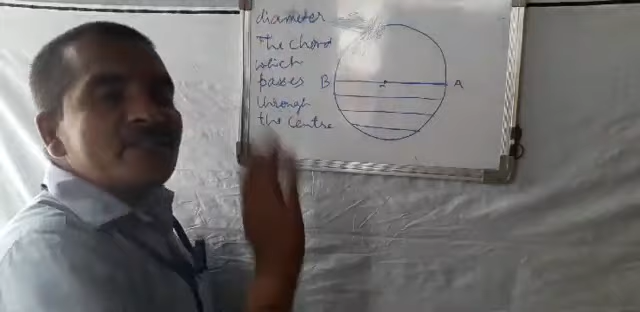 diameter
The chord
which
passes B A
through
the centre